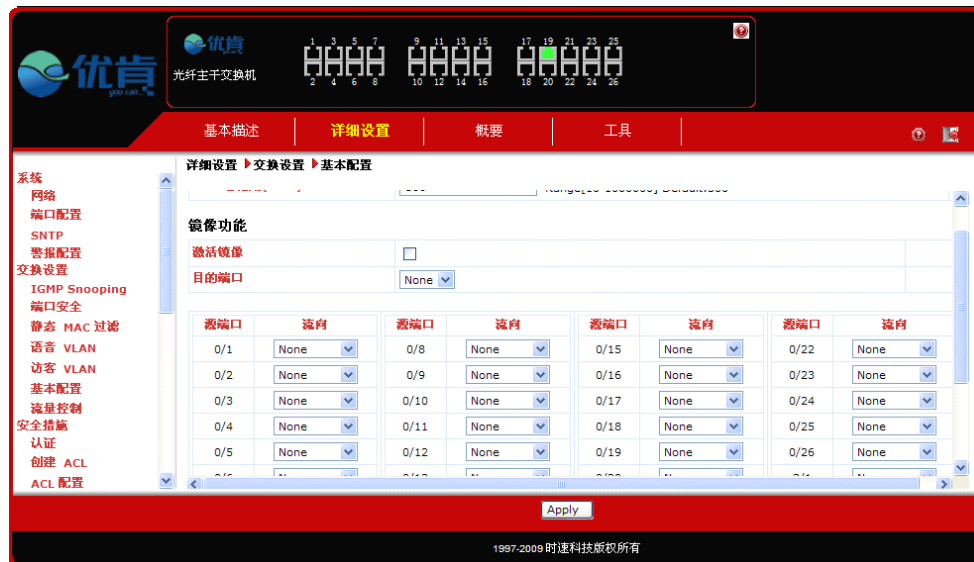 优肯
you can..
优肯
光纤主干交换机
1 3 5 7 9 11 13 15 17 19 21 23 25
2 4 6 8 10 12 14 16 18 20 22 24 26
基本描述 详细设置 概要 工具
详细设置 交换设置 基本配置
系统
网络
端口配置
SNTP
警报配置
交换设置
IGMP Snooping
端口安全
静态 MAC 过滤
语音 VLAN
访客 VLAN
基本配置
流量控制
安全措施
认证
创建 ACL
ACL 配置
镜像功能
激活镜像
目的端口 None
源端口 流向 源端口 流向 源端口 流向 源端口 流向
0/1 None 0/8 None 0/15 None 0/22 None
0/2 None 0/9 None 0/16 None 0/23 None
0/3 None 0/10 None 0/17 None 0/24 None
0/4 None 0/11 None 0/18 None 0/25 None
0/5 None 0/12 None 0/19 None 0/26 None
Apply
1997-2009 时速科技版权所有